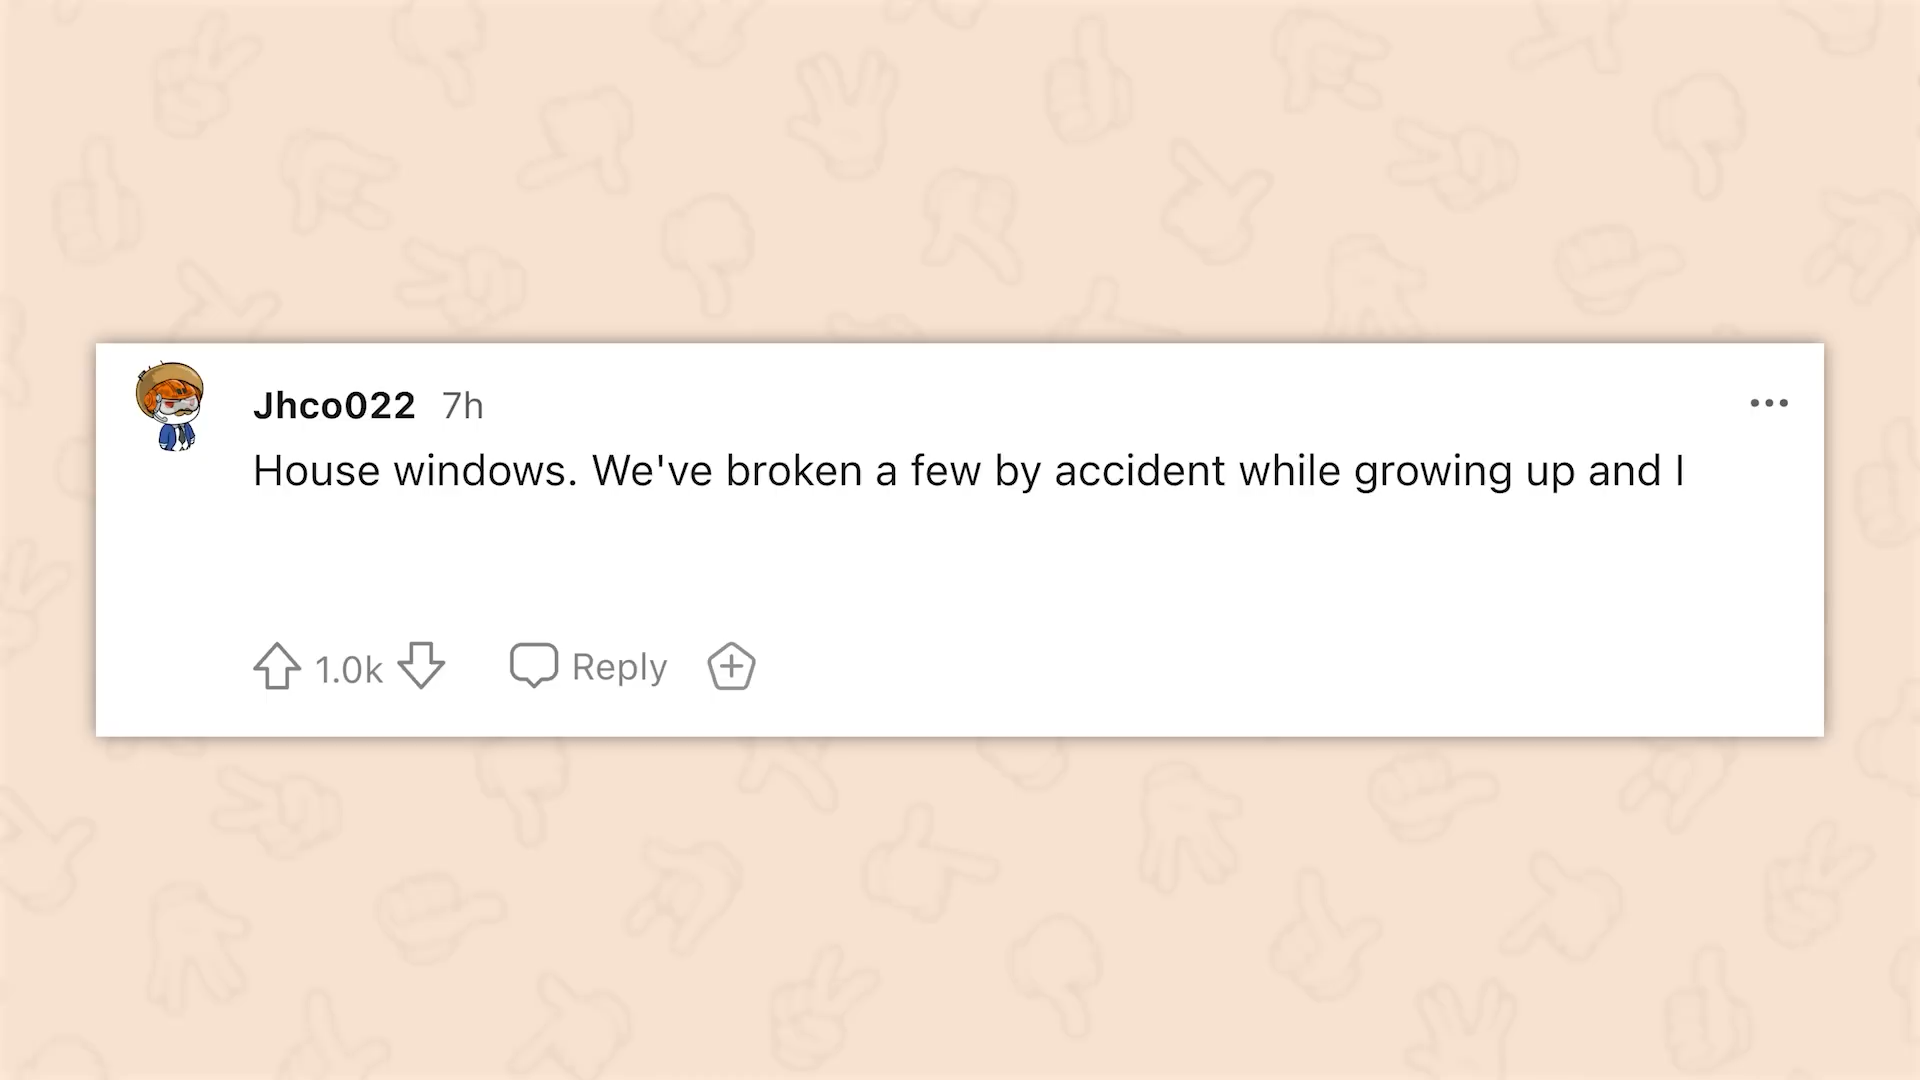 Jhco022 7h
House windows. We've broken a few by accident while growing up and I
1.0k Reply